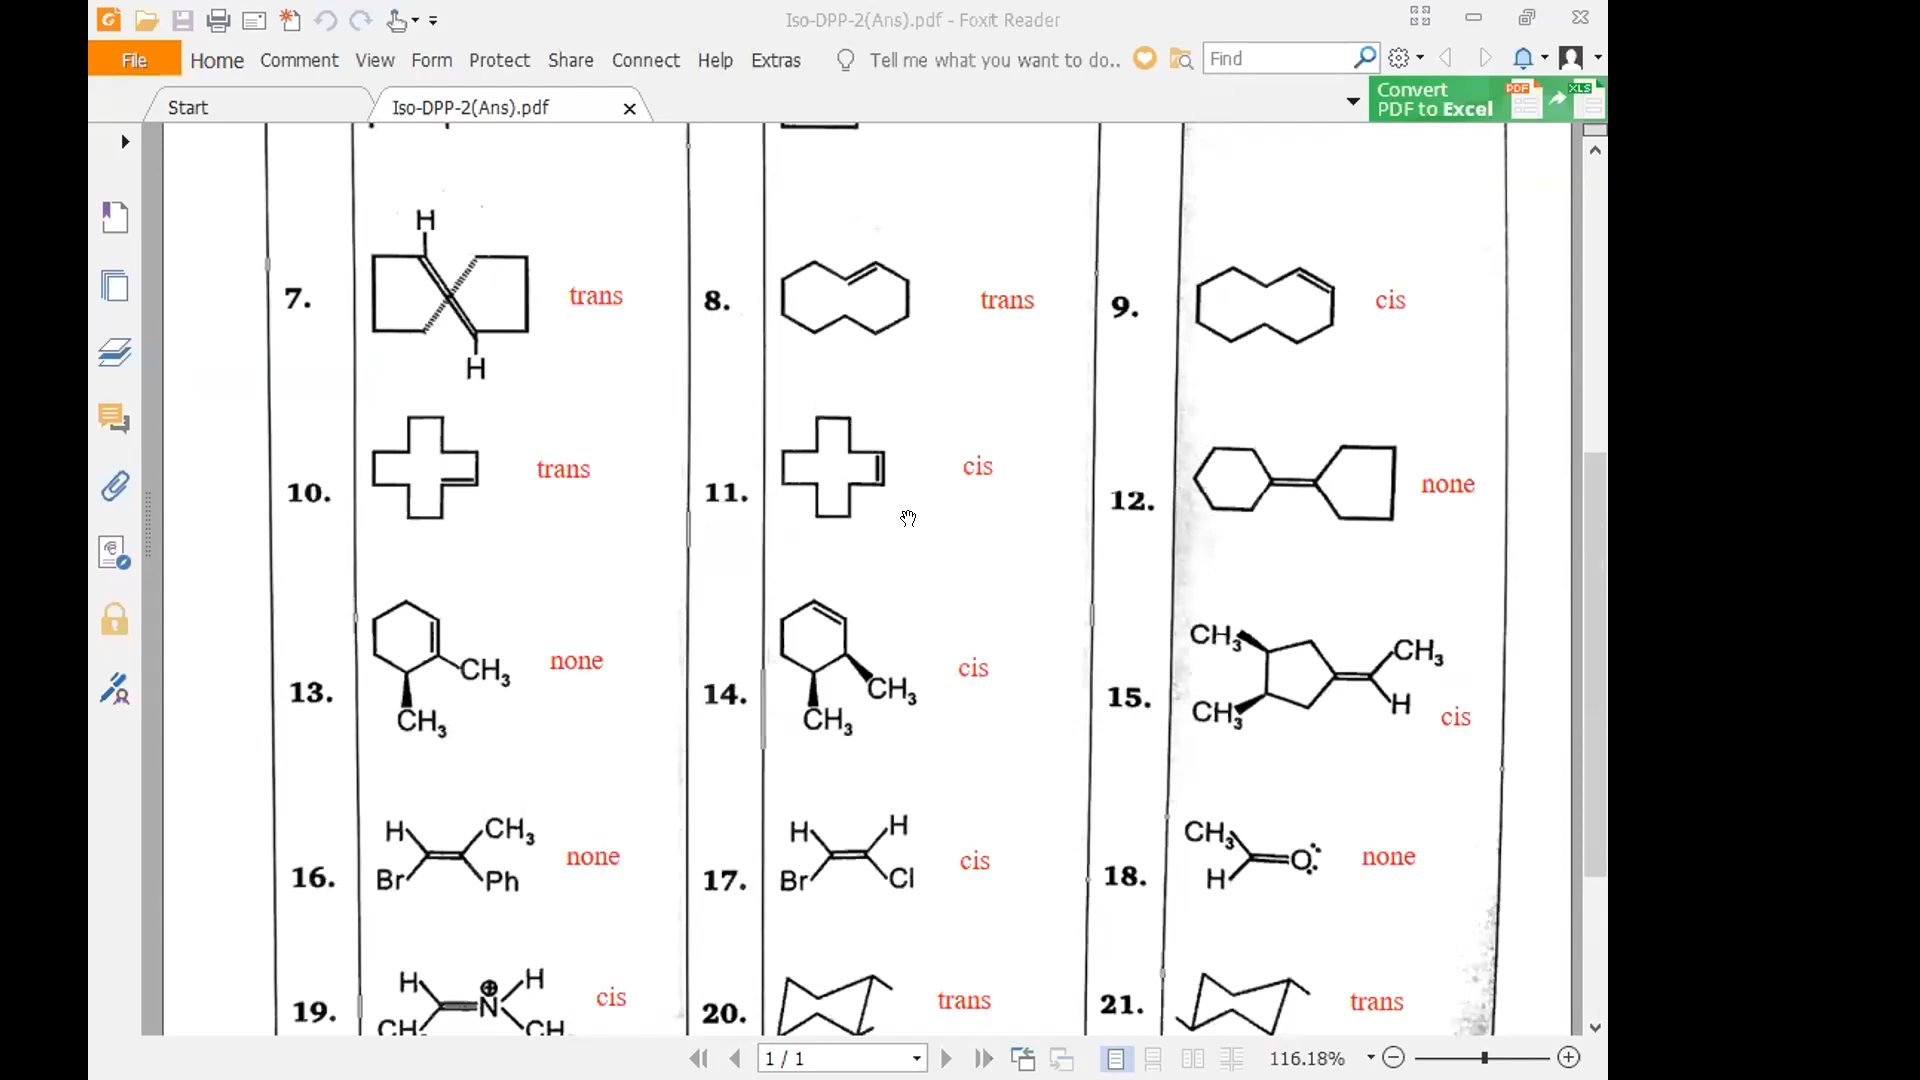 Iso-DPP-2(Ans).pdf - Foxit Reader
File Home Comment View Form Protect Share Connect Help Extras Tell me what you want to do.. Find
Start Iso-DPP-2(Ans).pdf
Convert PDF XLS
PDF to Excel
H
7. trans 8. trans 9. cis
H
10. trans 11. cis 12. none
CH3 CH3
13. CH3 none 14. CH3 cis 15.
CH3 CH3 CH3 H cis
H CH3 H H CH3
16. none 17. cis 18. O none
Br Ph Br Cl H
H ⊕ H
19. N cis 20. trans 21. trans
CH CH
1 / 1 116.18%